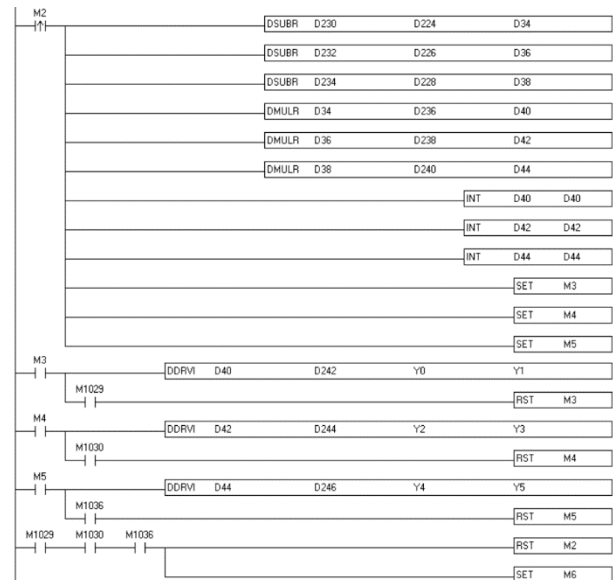 M2
DSUBR D230 D224 D34
DSUBR D232 D226 D36
DSUBR D234 D228 D38
DMULR D34 D236 D40
DMULR D36 D238 D42
DMULR D38 D240 D44
INT D40 D40
INT D42 D42
INT D44 D44
SET M3
SET M4
SET M5
M3
DDRVI D40 D242 Y0 Y1
M1029
RST M3
M4
DDRVI D42 D244 Y2 Y3
M1030
RST M4
M5
DDRVI D44 D246 Y4 Y5
M1036
RST M5
M1029 M1030 M1036
RST M2
SET M6